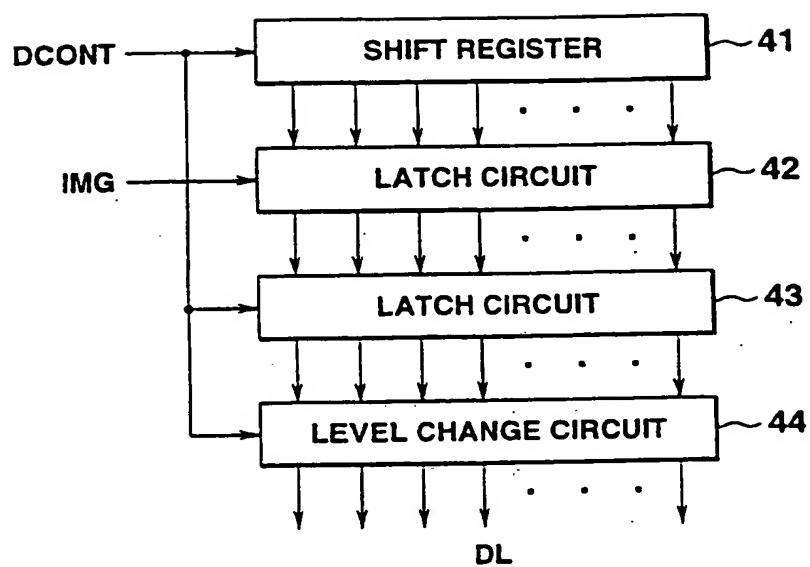 DCONT
SHIFT REGISTER
41
IMG
LATCH CIRCUIT
42
LATCH CIRCUIT
43
LEVEL CHANGE CIRCUIT
44
DL